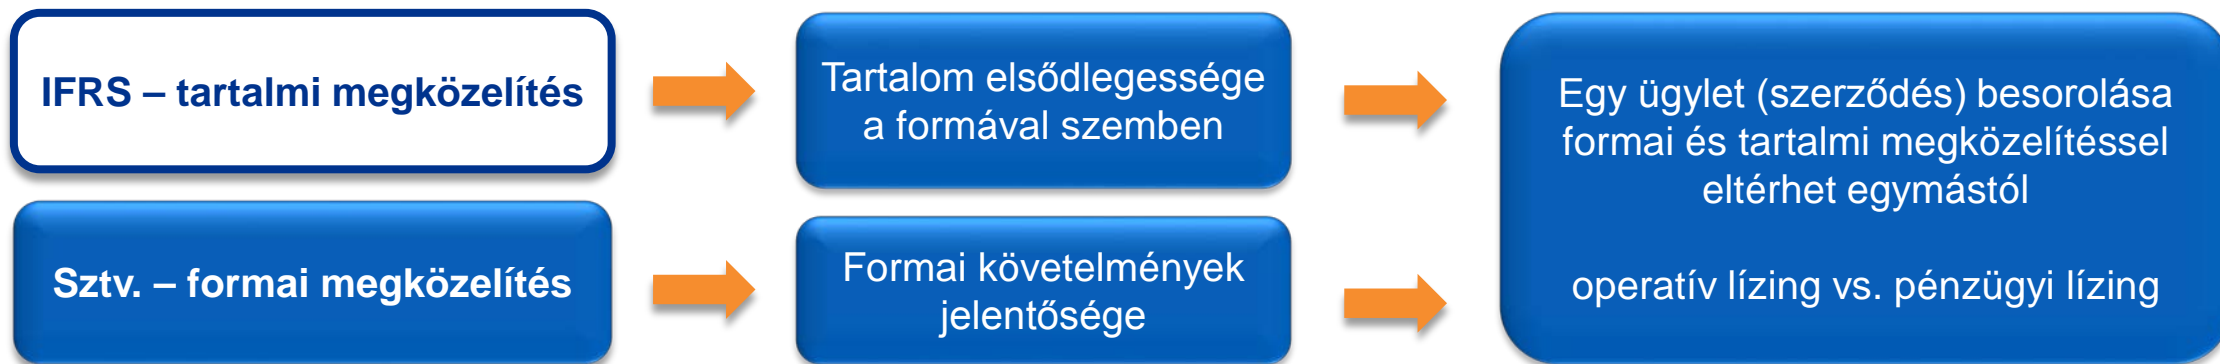 IFRS – tartalmi megközelítés
Tartalom elsődlegessége
a formával szemben
Sztv. – formai megközelítés
Formai követelmények
jelentősége
Egy ügylet (szerződés) besorolása
formai és tartalmi megközelítéssel
eltérhet egymástól
operatív lízing vs. pénzügyi lízing